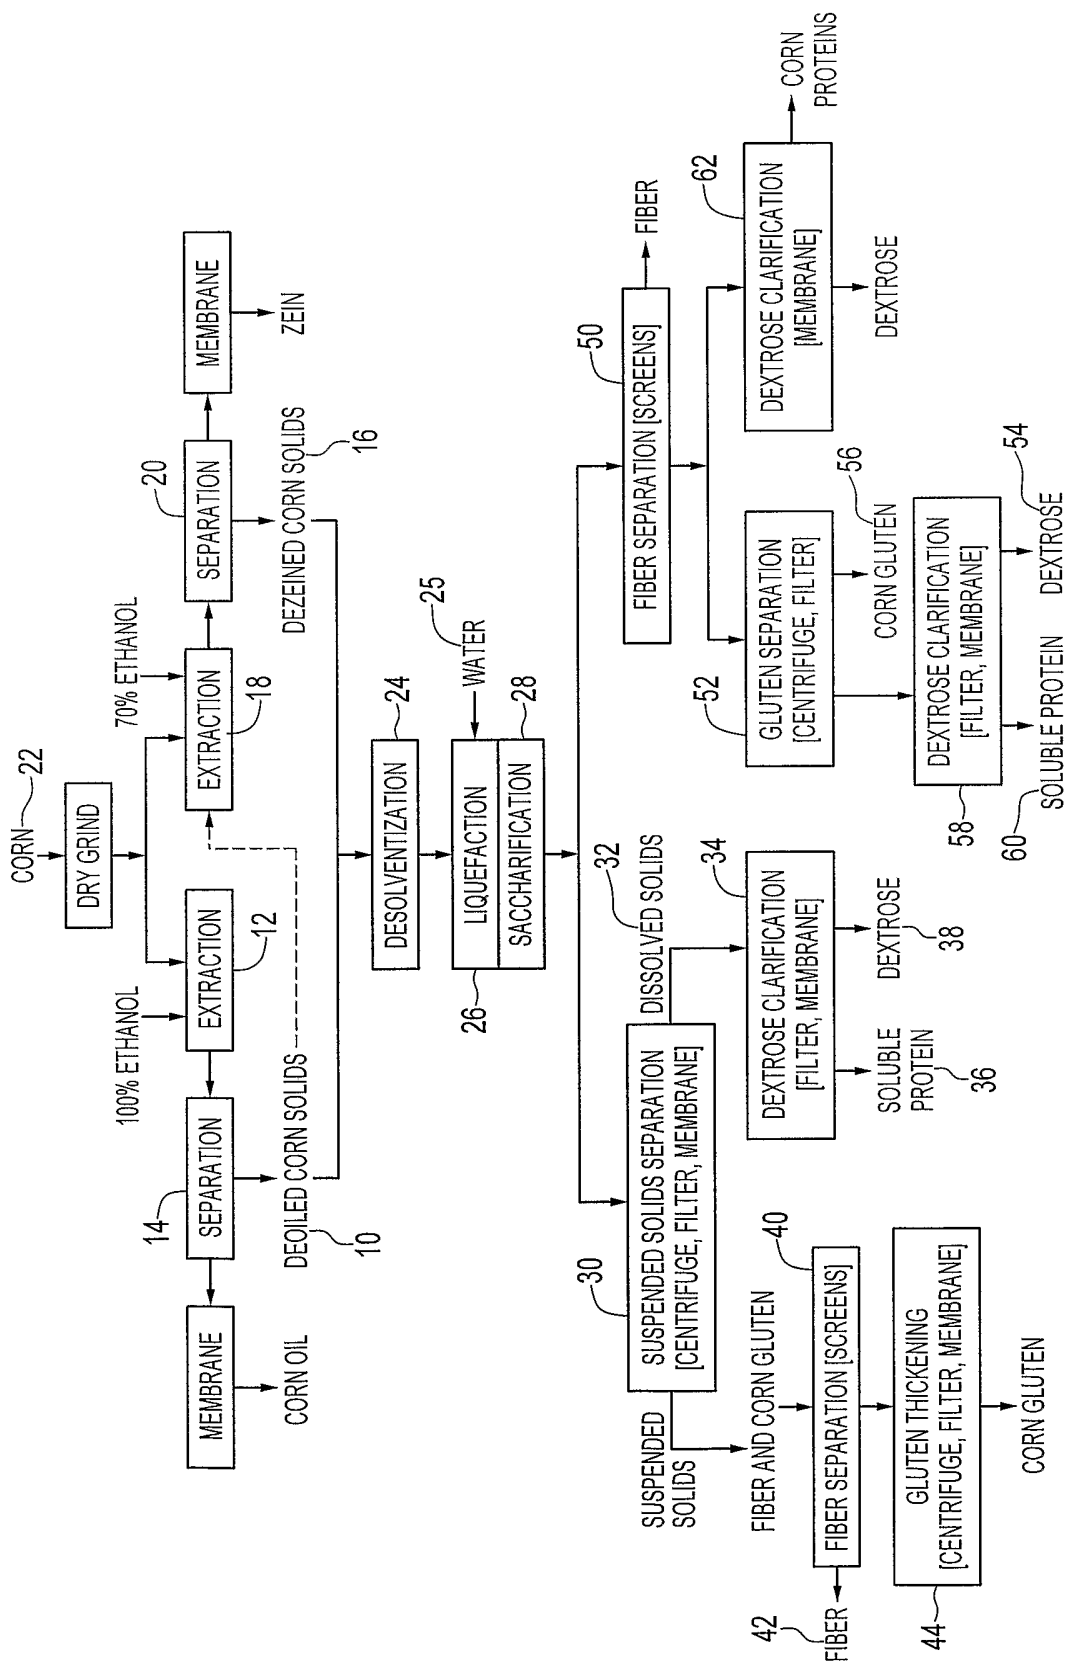 CORN
22
DRY GRIND
100% ETHANOL
70% ETHANOL
MEMBRANE
SEPARATION
14
EXTRACTION
12
EXTRACTION
18
SEPARATION
20
MEMBRANE
CORN OIL
DEOILED CORN SOLIDS
10
DEZEINED CORN SOLIDS
16
ZEIN
DESOLVENTIZATION
24
WATER
25
LIQUEFACTION
26
SACCHARIFICATION
28
SUSPENDED SOLIDS SEPARATION
[CENTRIFUGE, FILTER, MEMBRANE]
30
SUSPENDED
SOLIDS
DISSOLVED SOLIDS
32
FIBER AND CORN GLUTEN
FIBER SEPARATION [SCREENS]
40
FIBER
42
GLUTEN THICKENING
[CENTRIFUGE, FILTER, MEMBRANE]
44
CORN GLUTEN
DEXTROSE CLARIFICATION
[FILTER, MEMBRANE]
34
SOLUBLE
PROTEIN
36
DEXTROSE
38
FIBER SEPARATION [SCREENS]
50
FIBER
GLUTEN SEPARATION
[CENTRIFUGE, FILTER]
52
CORN GLUTEN
56
DEXTROSE CLARIFICATION
[FILTER, MEMBRANE]
58
SOLUBLE PROTEIN
60
DEXTROSE
54
DEXTROSE CLARIFICATION
[MEMBRANE]
62
CORN
PROTEINS
DEXTROSE